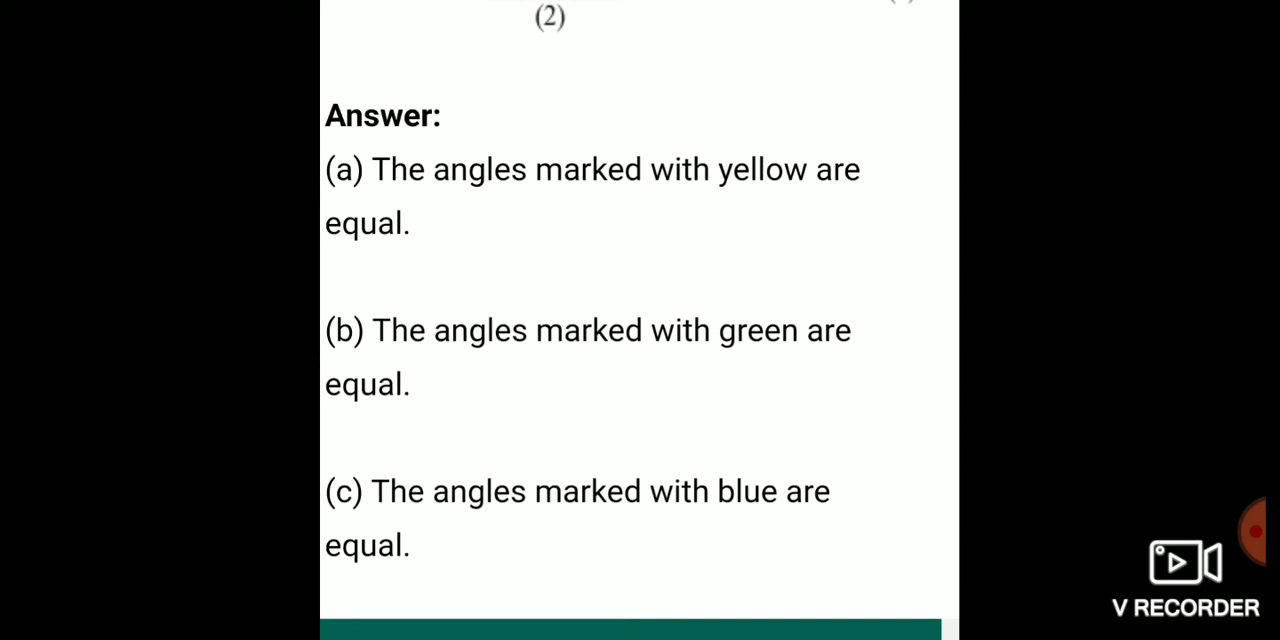 (2)
Answer:
(a) The angles marked with yellow are
equal.
(b) The angles marked with green are
equal.
(c) The angles marked with blue are
equal.
V RECORDER